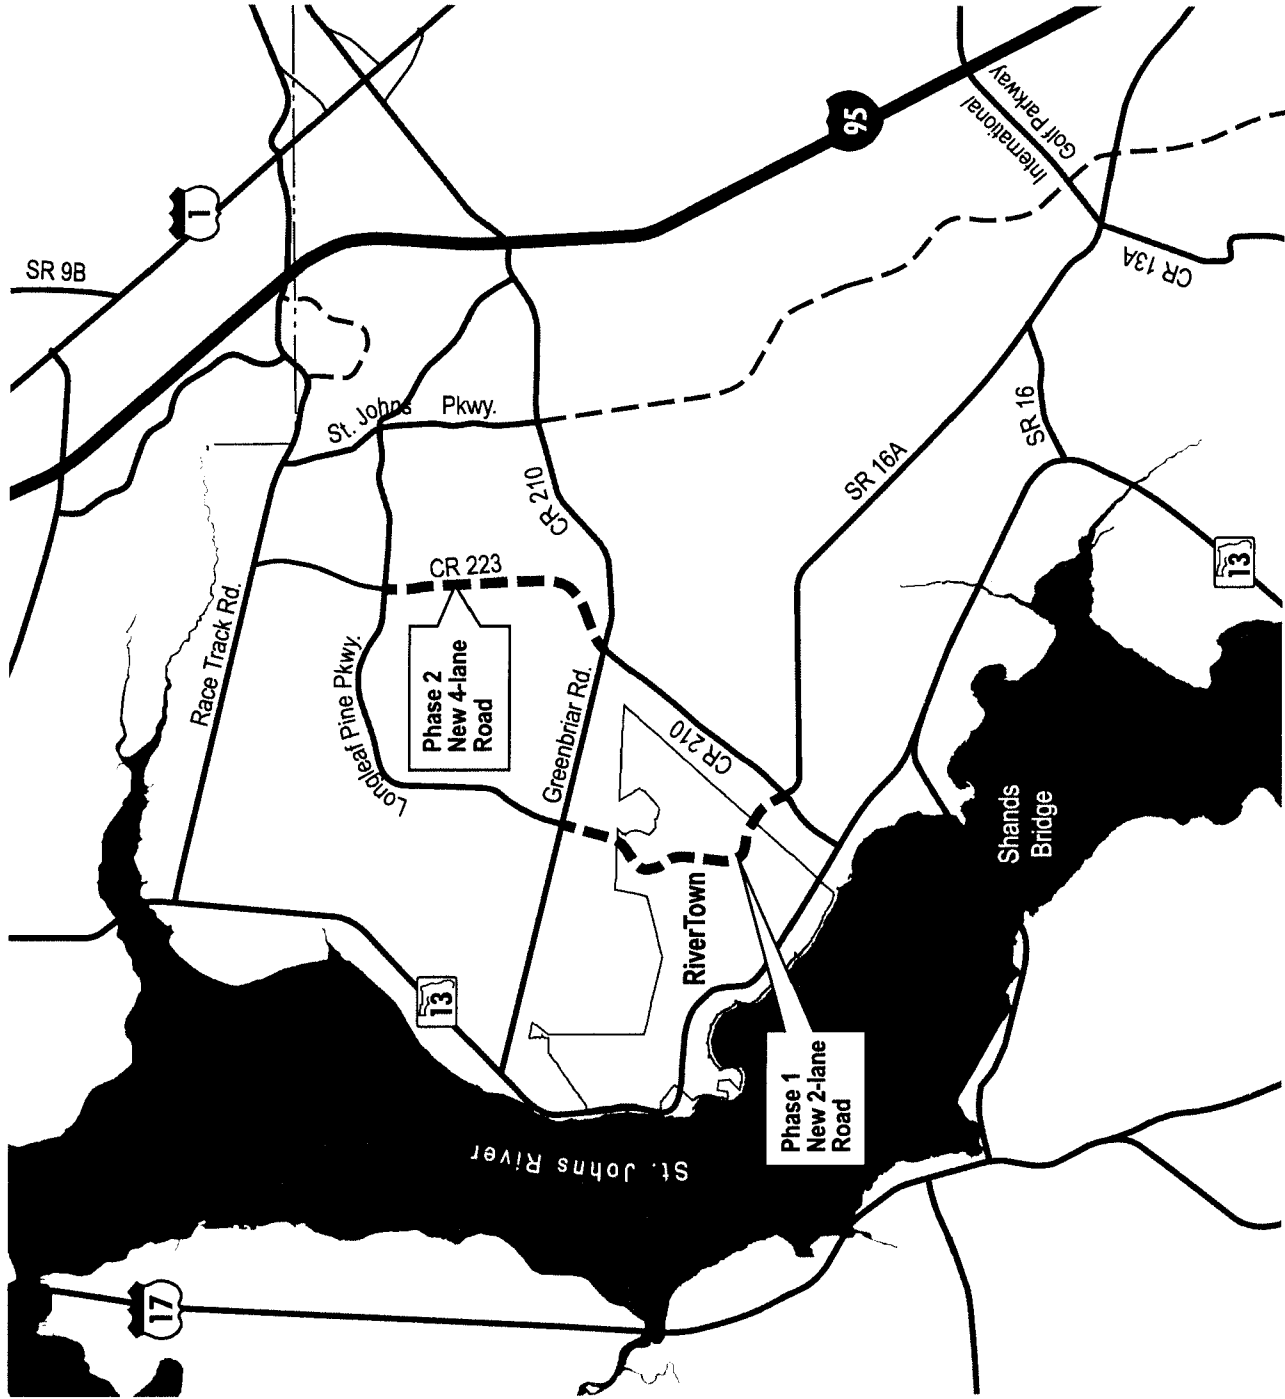 SR 9B
1
95
International
Golf Parkway
CR 13A
St. Johns Pkwy.
CR 210
SR 16A
SR 16
13
CR 223
Race Track Rd.
Longleaf Pine Pkwy.
Phase 2
New 4-lane
Road
Greenbriar Rd.
CR 210
Shands
Bridge
RiverTown
13
Phase 1
New 2-lane
Road
St. Johns River
17